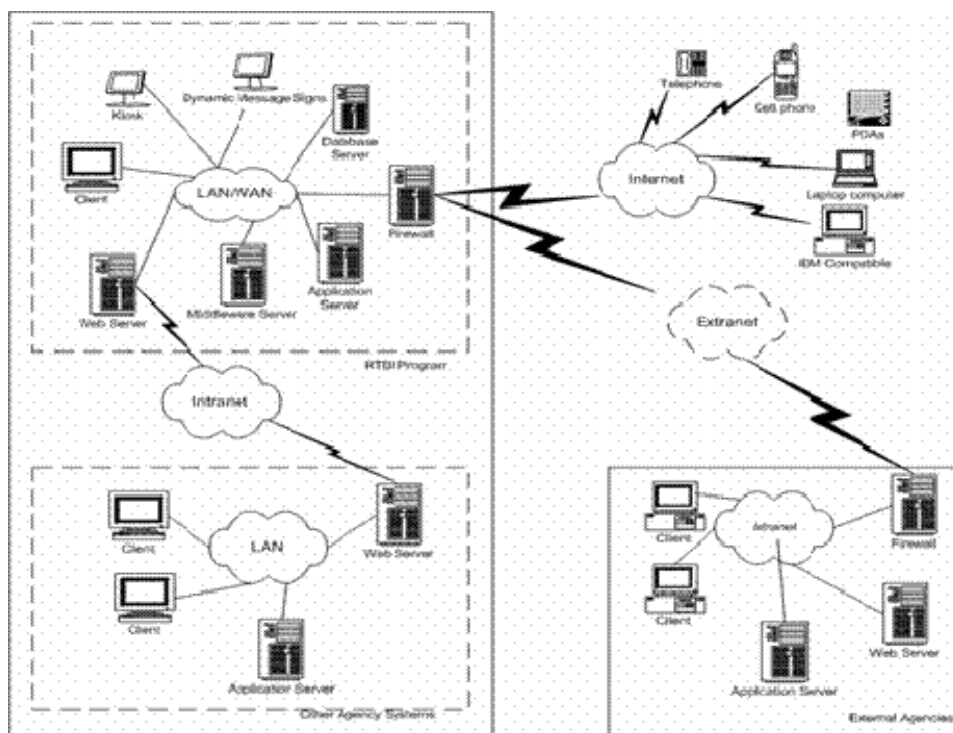 Kiosk
Dynamic Message Signs
Database
Server
Client
LAN/WAN
Firewall
Web Server
Middleware Server
Application
Server
RTBI Program
Telephone
Cell phone
PDAs
Internet
Laptop computer
IBM Compatible
Extranet
Intranet
Client
LAN
Web Server
Client
Application Server
Other Agency Systems
Client
Intranet
Firewall
Client
Web Server
Application Server
External Agencies